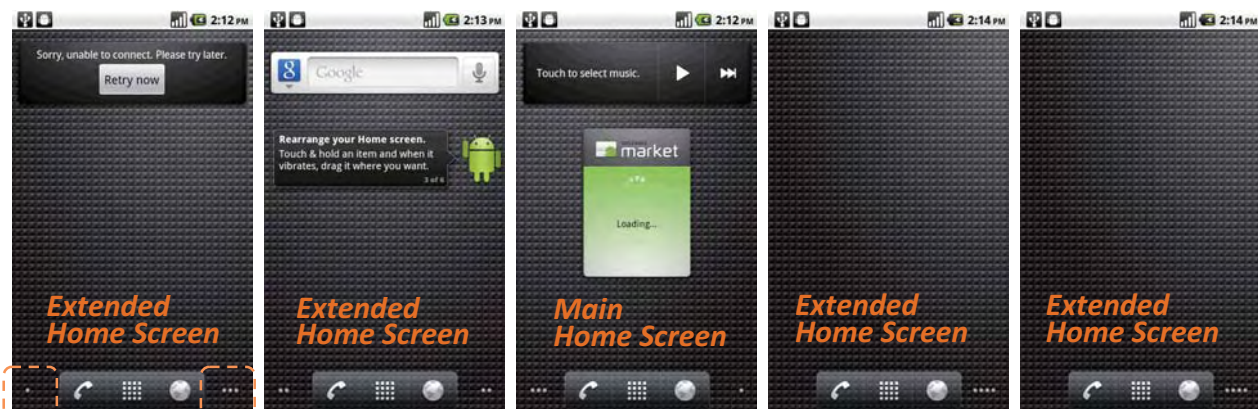 2:12 PM
Sorry, unable to connect. Please try later.
Retry now
Extended
Home Screen
2:13 PM
8 Google
Rearrange your Home screen.
Touch & hold an item and when it
vibrates, drag it where you want.
3 of 6
Extended
Home Screen
2:12 PM
Touch to select music.
market
Loading...
Main
Home Screen
2:14 PM
Extended
Home Screen
2:14 PM
Extended
Home Screen